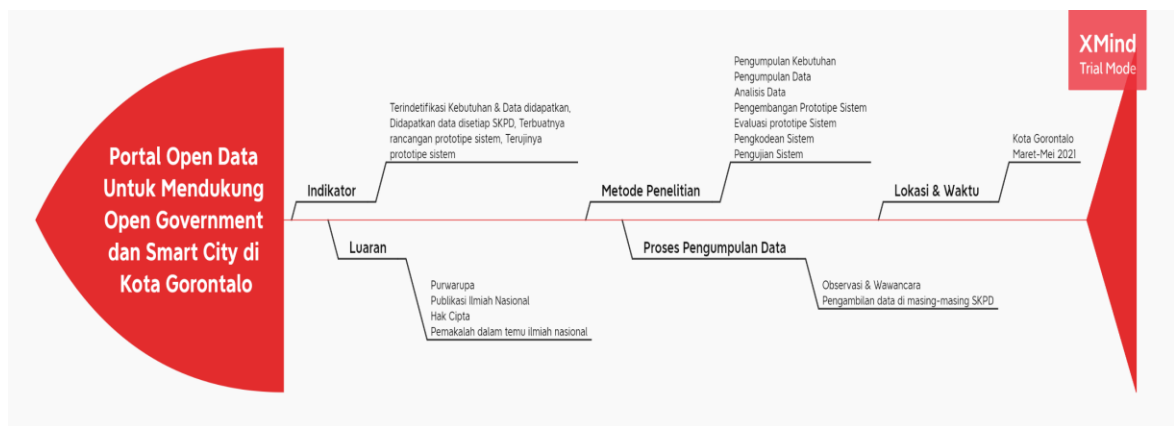 XMind
Trial Mode
Portal Open Data
Untuk Mendukung
Open Government
dan Smart City di
Kota Gorontalo
Terindetifikasi Kebutuhan & Data didapatkan,
Didapatkan data disetiap SKPD, Terbuatnya
rancangan prototipe sistem, Terujinya
prototipe sistem
Indikator
Pengumpulan Kebutuhan
Pengumpulan Data
Analisis Data
Pengembangan Prototipe Sistem
Evaluasi prototipe Sistem
Pengkodean Sistem
Pengujian Sistem
Metode Penelitian
Kota Gorontalo
Maret-Mei 2021
Lokasi & Waktu
Luaran
Purwarupa
Publikasi Ilmiah Nasional
Hak Cipta
Pemakalah dalam temu ilmiah nasional
Proses Pengumpulan Data
Observasi & Wawancara
Pengambilan data di masing-masing SKPD